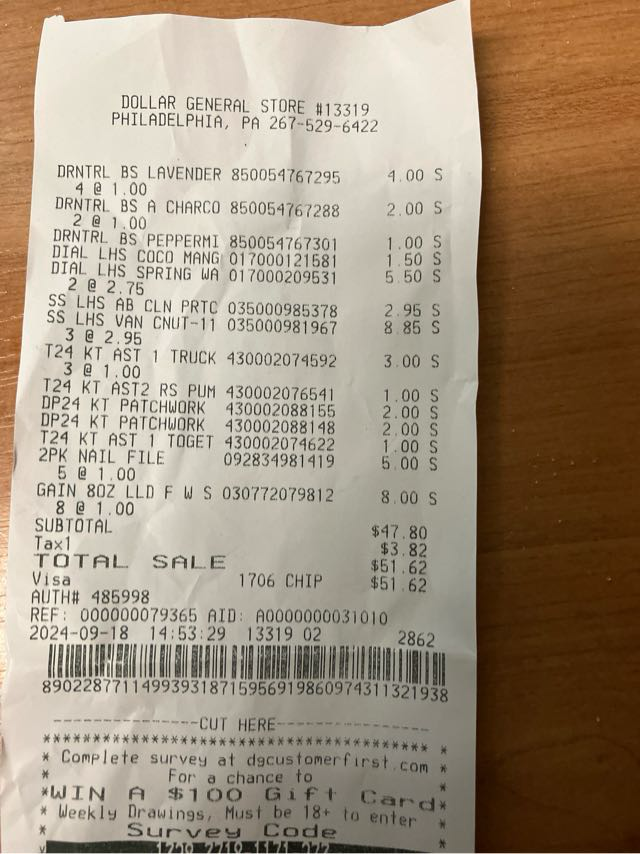 DOLLAR GENERAL STORE #13319
PHILADELPHIA, PA 267-529-6422
DRNTRL BS LAVENDER 850054767295 4.00 S
4 @ 1.00
DRNTRL BS A CHARCO 850054767288 2.00 S
2 @ 1.00
DRNTRL BS PEPPERMI 850054767301 1.00 S
DIAL LHS COCO MANG 017000121581 1.50 S
DIAL LHS SPRING WA 017000209531 5.50 S
2 @ 2.75
SS LHS AB CLN PRTC 035000985378 2.95 S
SS LHS VAN CNUT-11 035000981967 8.85 S
3 @ 2.95
T24 KT AST 1 TRUCK 430002074592 3.00 S
3 @ 1.00
T24 KT AST2 RS PUM 430002076541 1.00 S
DP24 KT PATCHWORK 430002088155 2.00 S
DP24 KT PATCHWORK 430002088148 2.00 S
T24 KT AST 1 TOGET 430002074622 1.00 S
2PK NAIL FILE 092834981419 5.00 S
5 @ 1.00
GAIN 8OZ LLD F W S 030772079812 8.00 S
8 @ 1.00
SUBTOTAL $47.80
Tax1 $3.82
TOTAL SALE $51.62
Visa 1706 CHIP $51.62
AUTH# 485998
REF: 000000079365 AID: A0000000031010
2024-09-18 14:53:29 13319 02 2862
890228771149939318715956919860974311321938
---------------CUT HERE---------------
****************************************
* Complete survey at dgcustomerfirst.com *
* For a chance to *
*WIN A $100 Gift Card*
* Weekly Drawings, Must be 18+ to enter *
* Survey Code *